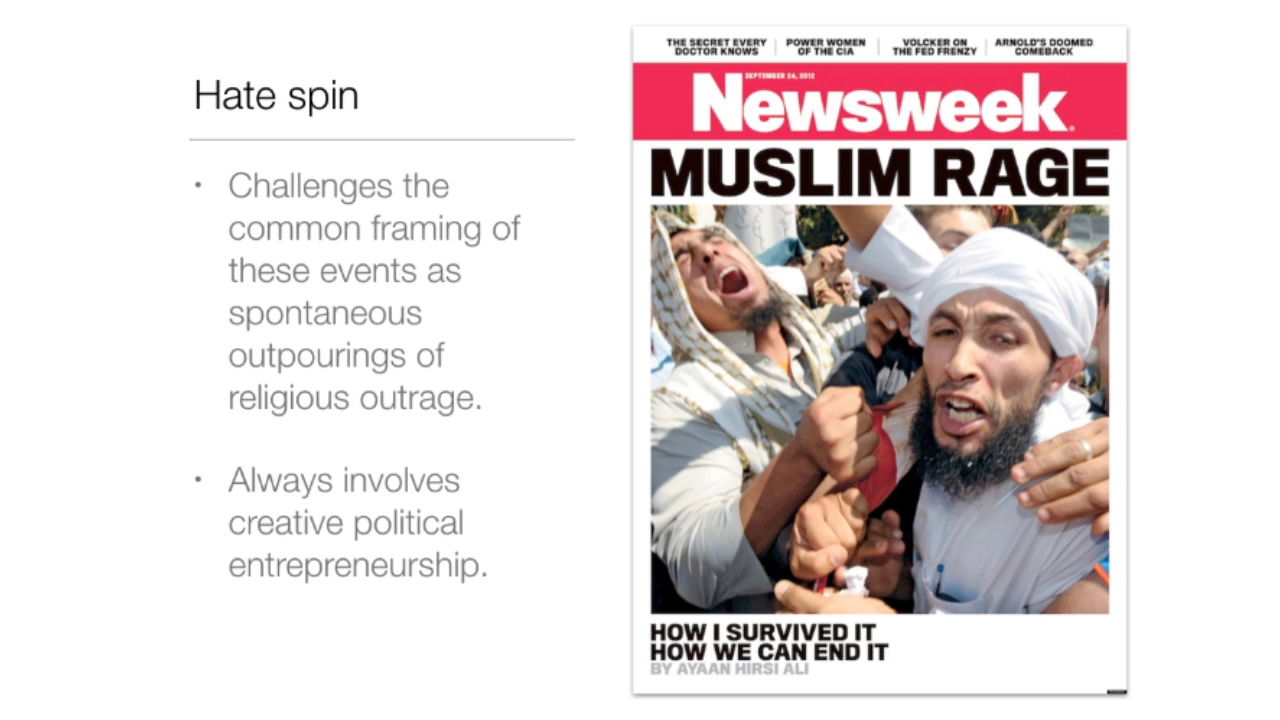 Hate spin
• Challenges the
common framing of
these events as
spontaneous
outpourings of
religious outrage.
• Always involves
creative political
entrepreneurship.
THE SECRET EVERY
DOCTOR KNOWS
POWER WOMEN
OF THE CIA
VOLCKER ON
THE FED FRENZY
ARNOLD'S DOOMED
COMEBACK
SEPTEMBER 24, 2012
Newsweek
MUSLIM RAGE
HOW I SURVIVED IT
HOW WE CAN END IT
BY AYAAN HIRSI ALI